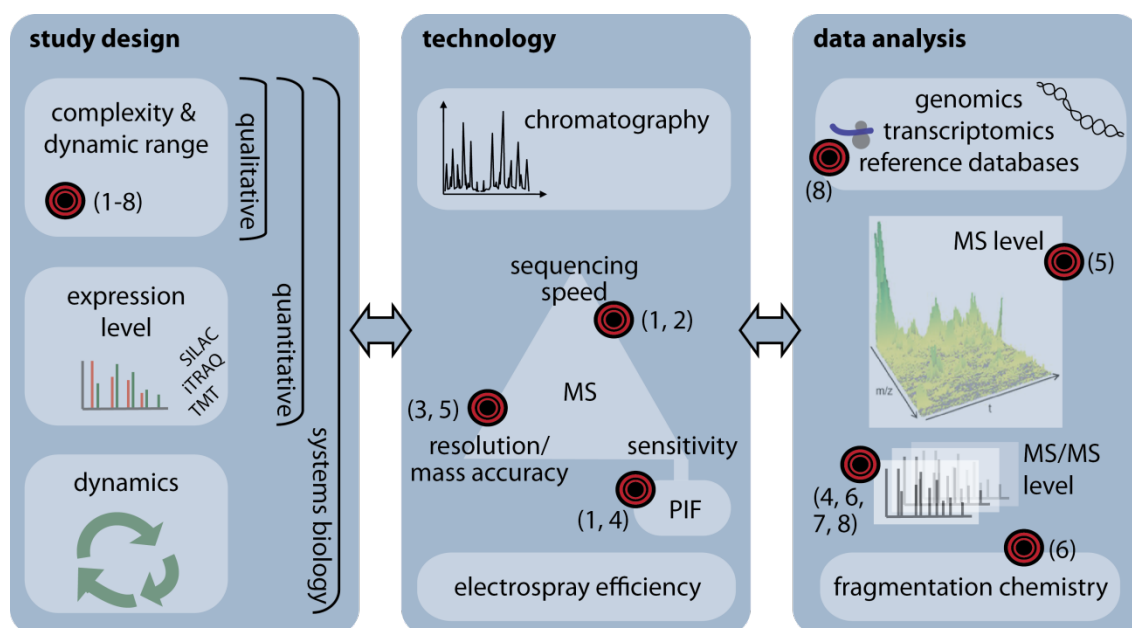 study design
complexity &
dynamic range
(1-8)
qualitative
expression
level
SILAC
iTRAQ
TMT
quantitative
dynamics
systems biology
technology
chromatography
sequencing
speed
(1, 2)
MS
(3, 5)
resolution/
mass accuracy
sensitivity
(1, 4)
PIF
electrospray efficiency
data analysis
genomics
transcriptomics
reference databases
(8)
MS level
(5)
m/z
t
MS/MS
level
(4, 6,
7, 8)
(6)
fragmentation chemistry